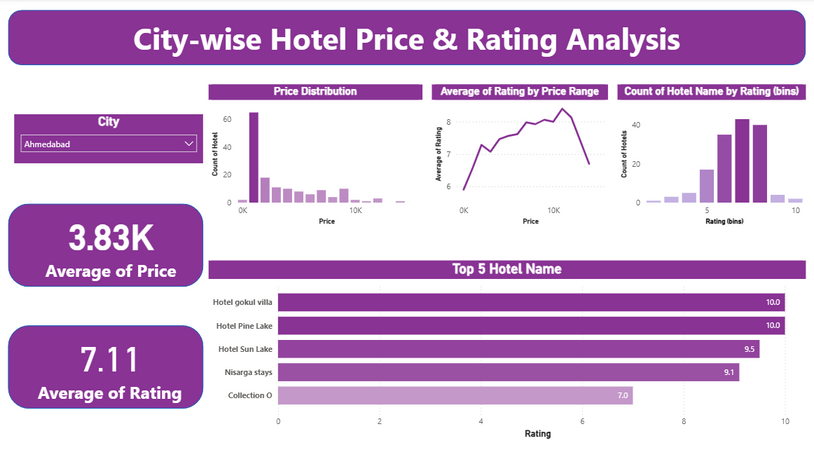 City-wise Hotel Price & Rating Analysis
City
Ahmedabad
3.83K
Average of Price
7.11
Average of Rating
Price Distribution
Count of Hotel
60
40
20
0
0K
10K
Price
Average of Rating by Price Range
Average of Rating
8
7
6
0K
10K
Price
Count of Hotel Name by Rating (bins)
Count of Hotels
40
20
0
5
10
Rating (bins)
Top 5 Hotel Name
Hotel gokul villa
10.0
Hotel Pine Lake
10.0
Hotel Sun Lake
9.5
Nisarga stays
9.1
Collection O
7.0
0
2
4
6
8
10
Rating